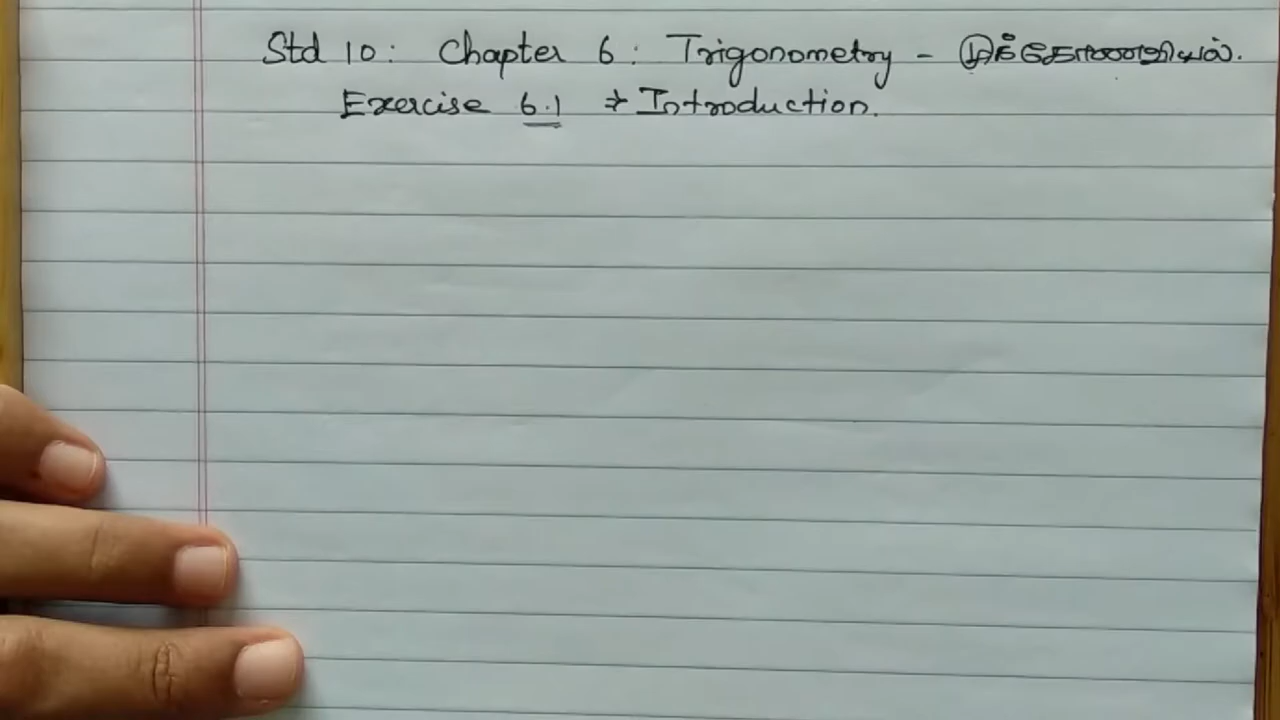 Std 10: Chapter 6: Trigonometry - முக்கோணவியல்.
Exercise 6.1 ⇒ Introduction.